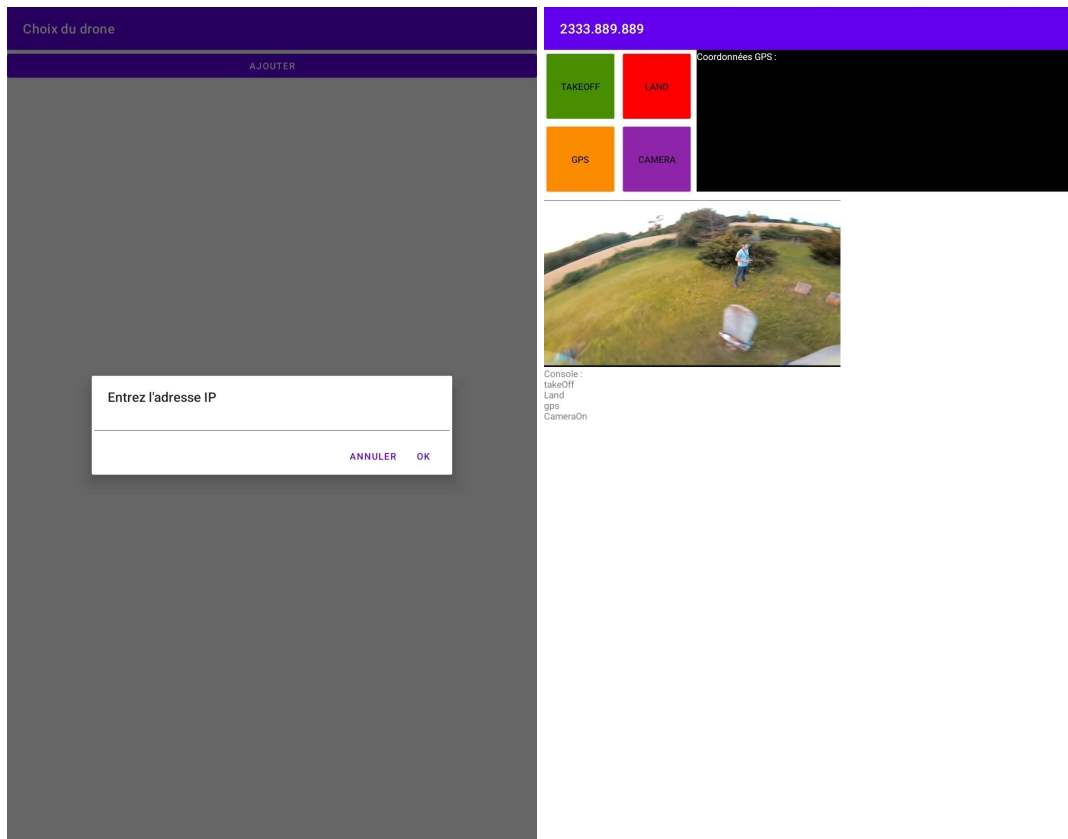 Choix du drone
AJOUTER
Entrez l'adresse IP
ANNULER OK
2333.889.889
TAKEOFF LAND
GPS CAMERA
Coordonnées GPS :
Console :
takeOff
Land
gps
CameraOn